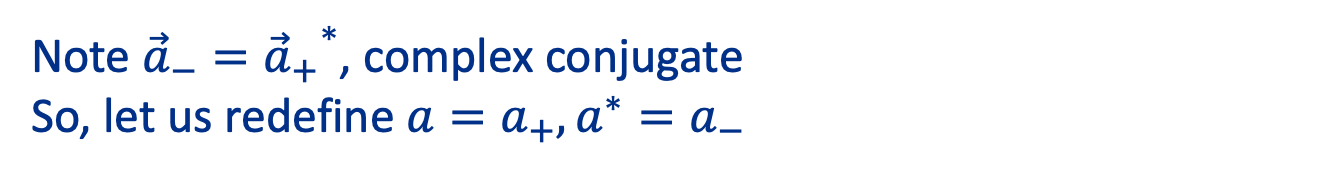 Note 𝑎⃗₋ = 𝑎⃗₊*, complex conjugate
So, let us redefine 𝑎 = 𝑎₊, 𝑎* = 𝑎₋